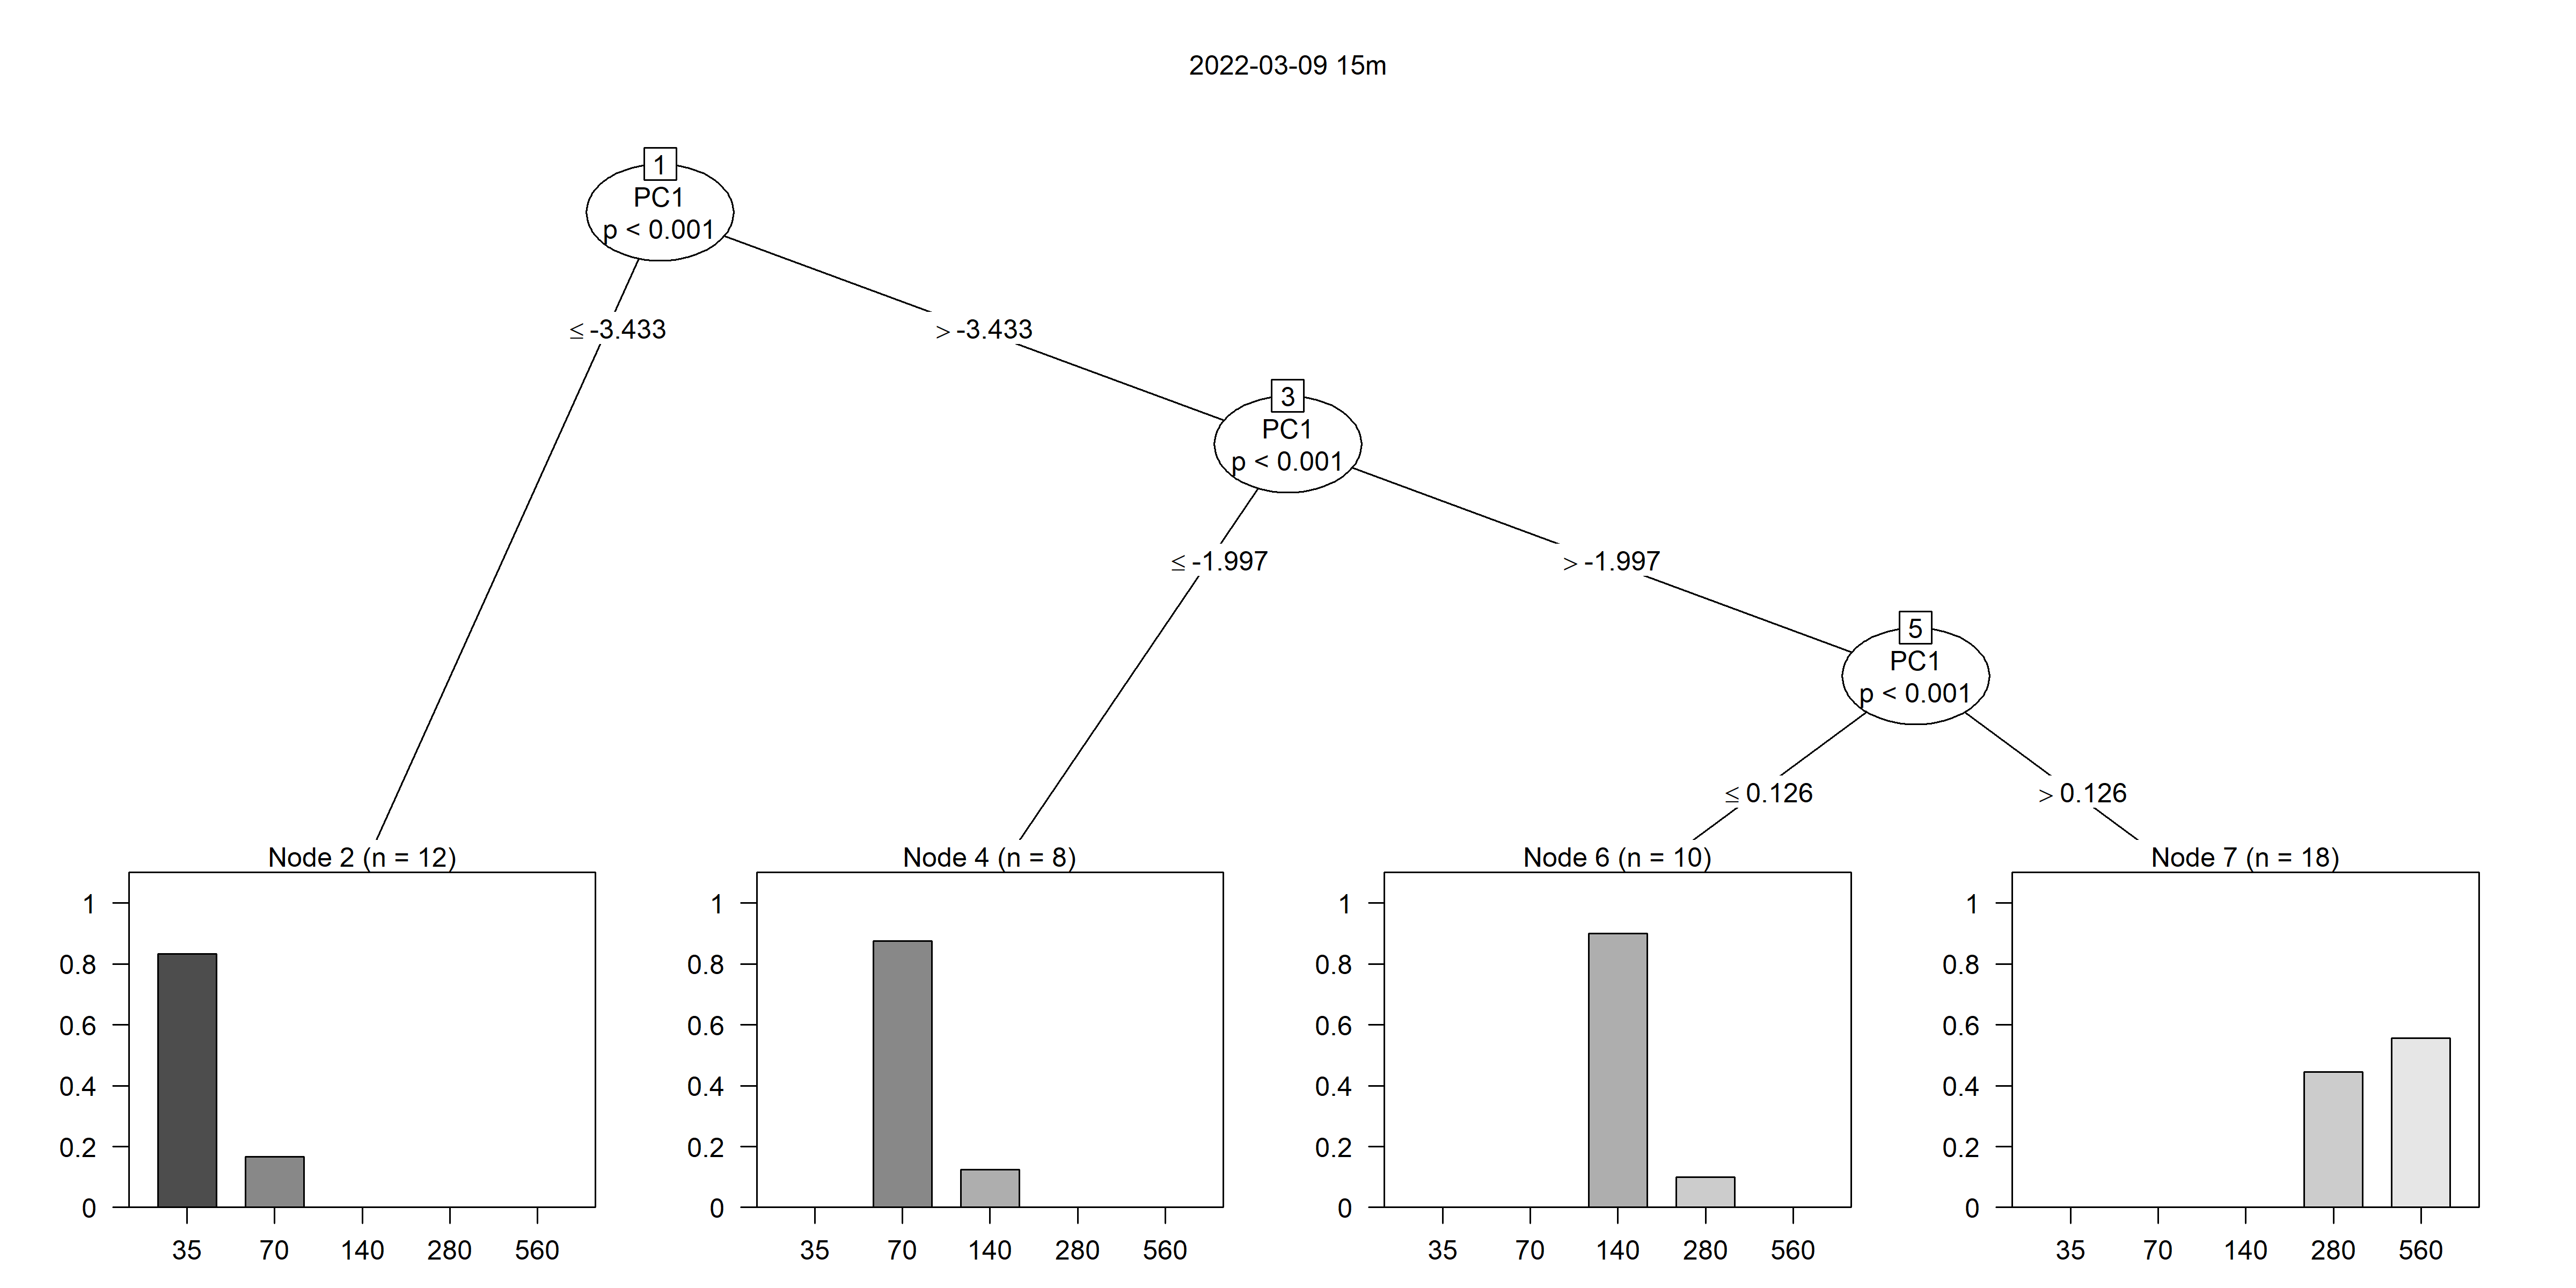 2022-03-09 15m
1
PC1
p < 0.001
≤ -3.433
> -3.433
3
PC1
p < 0.001
≤ -1.997
> -1.997
5
PC1
p < 0.001
≤ 0.126
> 0.126
Node 2 (n = 12)
1
0.8
0.6
0.4
0.2
0
35 70 140 280 560
Node 4 (n = 8)
1
0.8
0.6
0.4
0.2
0
35 70 140 280 560
Node 6 (n = 10)
1
0.8
0.6
0.4
0.2
0
35 70 140 280 560
Node 7 (n = 18)
1
0.8
0.6
0.4
0.2
0
35 70 140 280 560